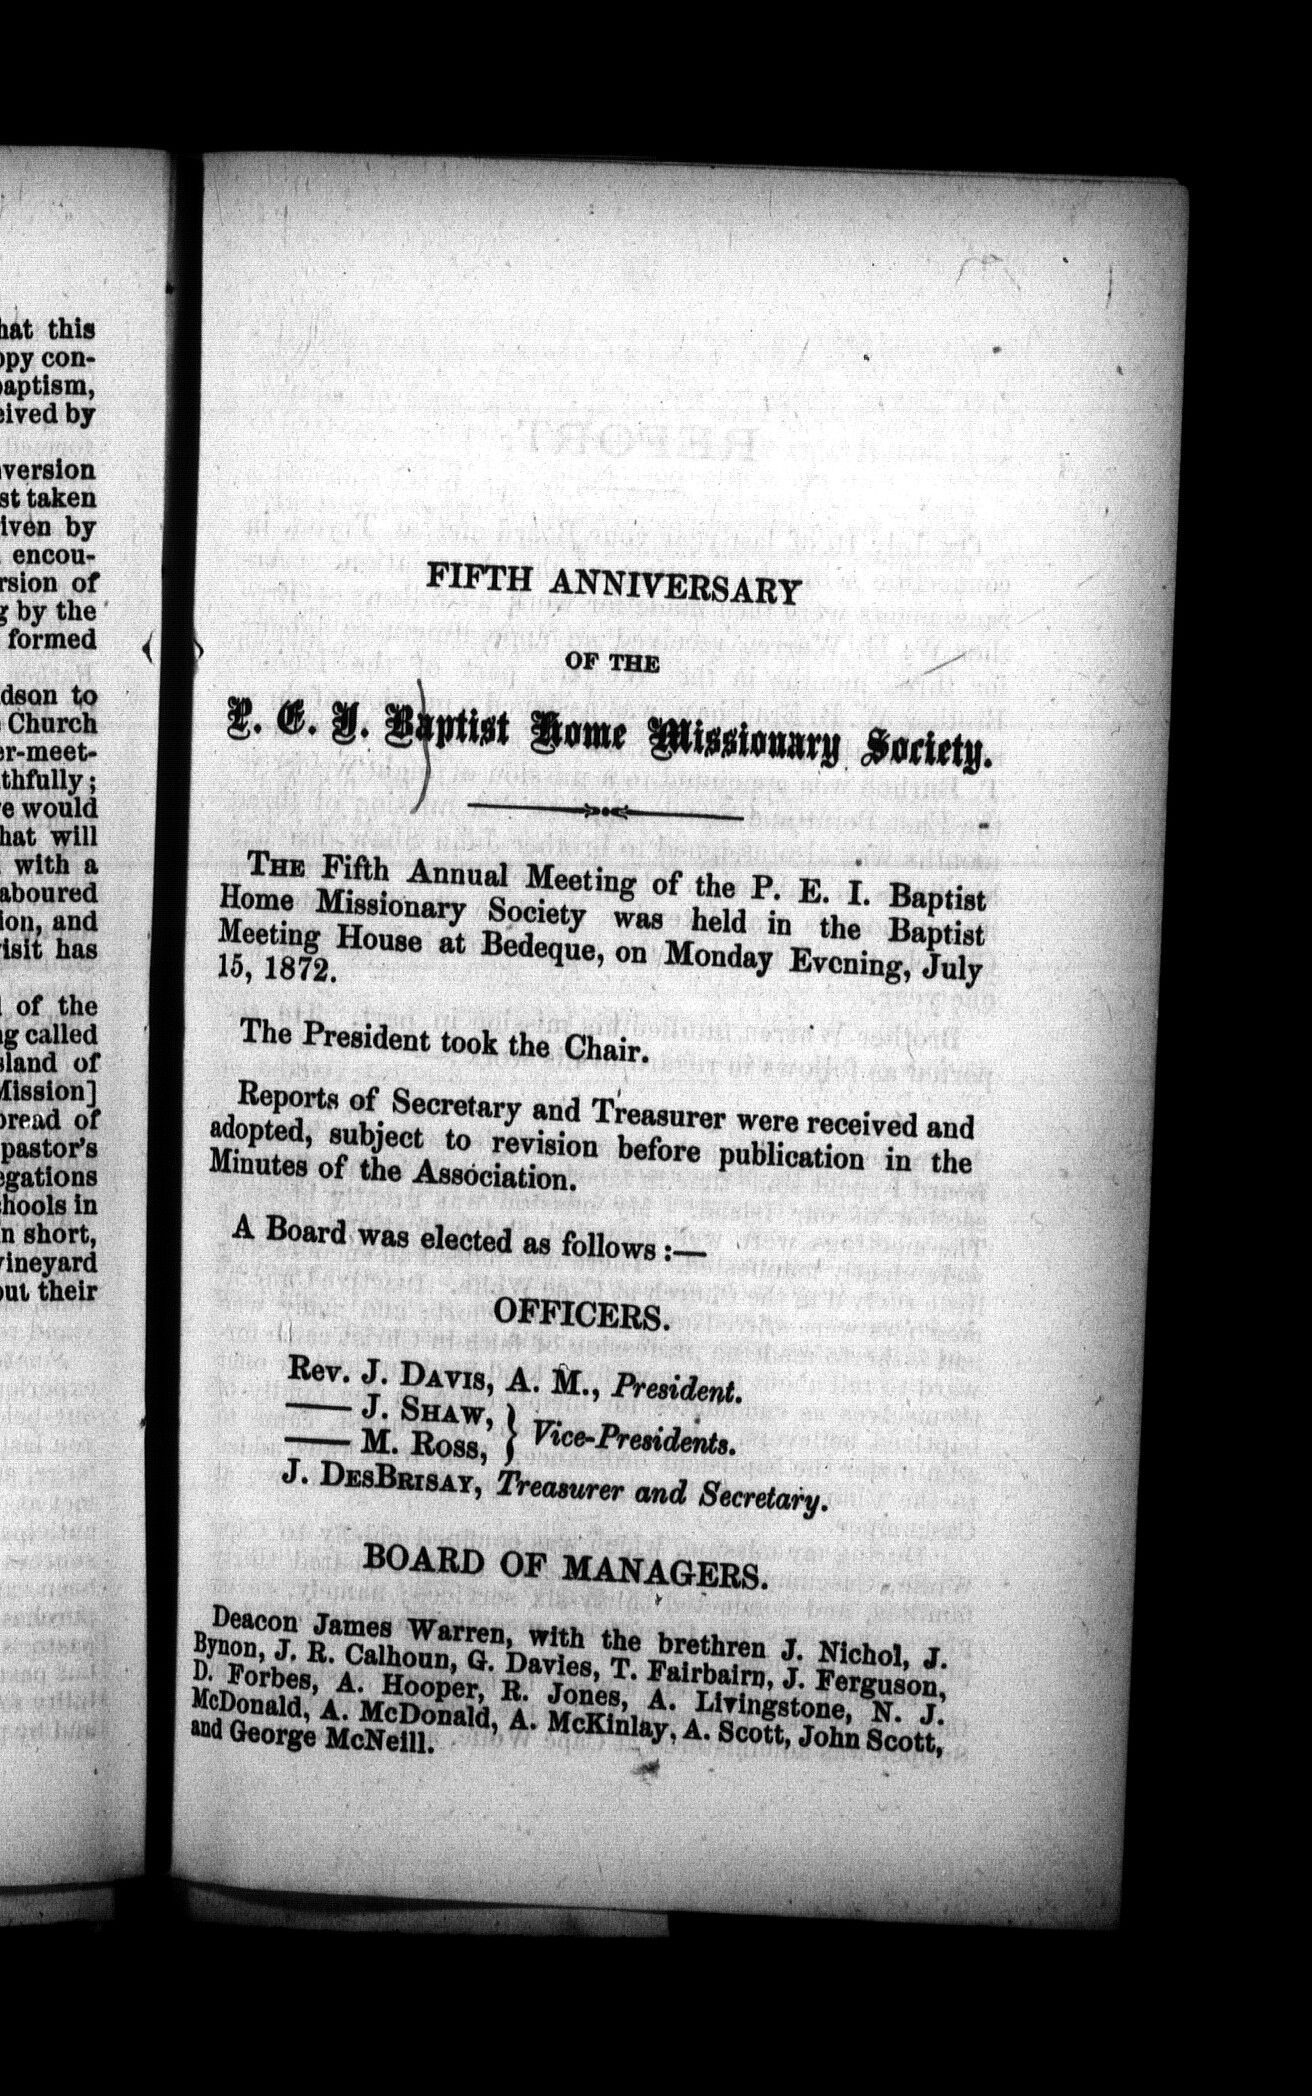 hat this
ppy con-
baptism,
eived by
version
st taken
iven by
encou-
rsion of
g by the
formed
dson to
Church
er-meet-
thfully;
e would
hat will
with a
aboured
ion, and
visit has
of the
ng called
sland of
Mission]
pread of
pastor's
egations
chools in
n short,
vineyard
out their
FIFTH ANNIVERSARY
OF THE
P. E. I. Baptist Home Missionary Society.
THE Fifth Annual Meeting of the P. E. I. Baptist
Home Missionary Society was held in the Baptist
Meeting House at Bedeque, on Monday Evening, July
15, 1872.
The President took the Chair.
Reports of Secretary and Treasurer were received and
adopted, subject to revision before publication in the
Minutes of the Association.
A Board was elected as follows:—
OFFICERS.
Rev. J. DAVIS, A. M., President.
—— J. SHAW, } Vice-Presidents.
—— M. ROSS, }
J. DESBRISAY, Treasurer and Secretary.
BOARD OF MANAGERS.
Deacon James Warren, with the brethren J. Nichol, J.
Bynon, J. R. Calhoun, G. Davies, T. Fairbairn, J. Ferguson,
D. Forbes, A. Hooper, R. Jones, A. Livingstone, N. J.
McDonald, A. McDonald, A. McKinlay, A. Scott, John Scott,
and George McNeill.